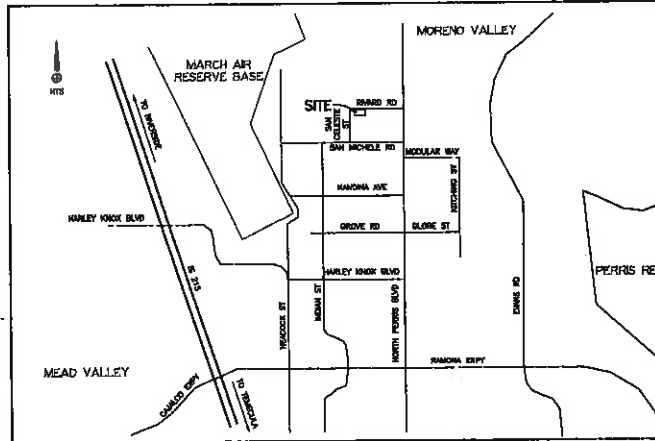 MORENO VALLEY
MARCH AIR
RESERVE BASE
NTS
TO RIVERSIDE
SITE
RIVARD RD
SAN
CELESTE
ST
SAN MICHELE RD
MODULAR WAY
KITCHING ST
NANDINA AVE
HARLEY KNOX BLVD
GROVE RD
GLOBE ST
IS 215
HARLEY KNOX BLVD
PERRIS RE
HEACOCK ST
INDIAN ST
NORTH PERRIS BLVD
EVANS RD
RAMONA EXPY
MEAD VALLEY
CAJALCO EXPY
TO TEMECULA